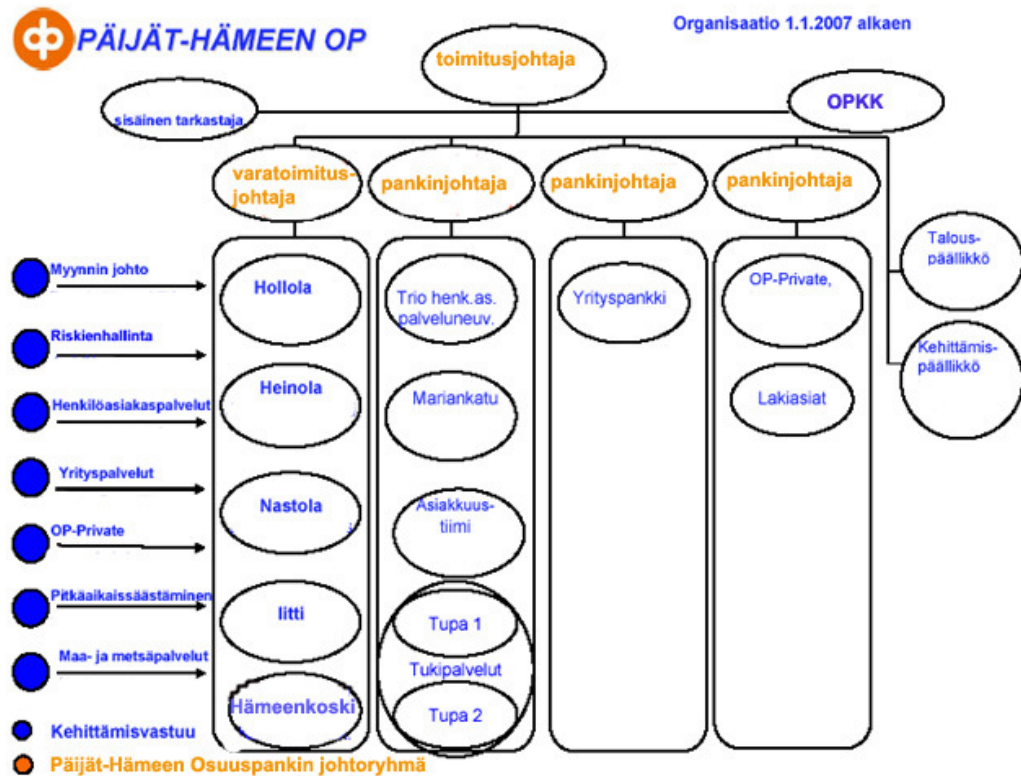 PÄIJÄT-HÄMEEN OP
Organisaatio 1.1.2007 alkaen
toimitusjohtaja
sisäinen tarkastaja
OPKK
varatoimitus-
johtaja
pankinjohtaja
pankinjohtaja
pankinjohtaja
Talous-
päällikkö
Kehittämis-
päällikkö
Myynnin johto
Riskienhallinta
Henkilöasiakaspalvelut
Yrityspalvelut
OP-Private
Pitkäaikaissäästäminen
Maa- ja metsäpalvelut
Hollola
Heinola
Nastola
Iitti
Hämeenkoski
Trio henk.as.
palveluneuv.
Mariankatu
Asiakkuus-
tiimi
Tupa 1
Tukipalvelut
Tupa 2
Yrityspankki
OP-Private,
Lakiasiat
Kehittämisvastuu
Päijät-Hämeen Osuuspankin johtoryhmä